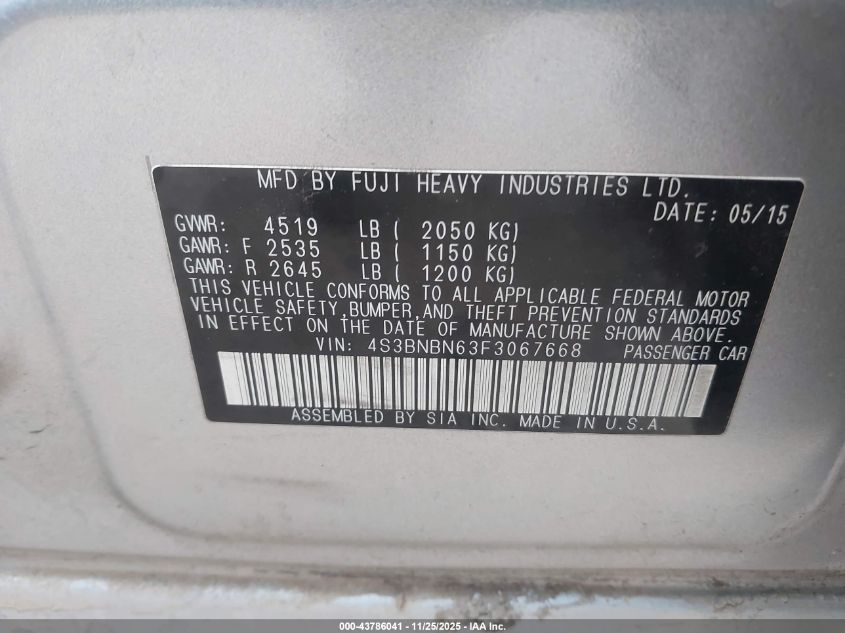 MFD BY FUJI HEAVY INDUSTRIES LTD.
DATE: 05/15
GVWR: 4519 LB ( 2050 KG)
GAWR: F 2535 LB ( 1150 KG)
GAWR: R 2645 LB ( 1200 KG)
THIS VEHICLE CONFORMS TO ALL APPLICABLE FEDERAL MOTOR
VEHICLE SAFETY,BUMPER,AND THEFT PREVENTION STANDARDS
IN EFFECT ON THE DATE OF MANUFACTURE SHOWN ABOVE.
VIN: 4S3BNBN63F3067668 PASSENGER CAR
ASSEMBLED BY SIA INC. MADE IN U.S.A.
000-43786041 - 11/25/2025 - IAAI.COM